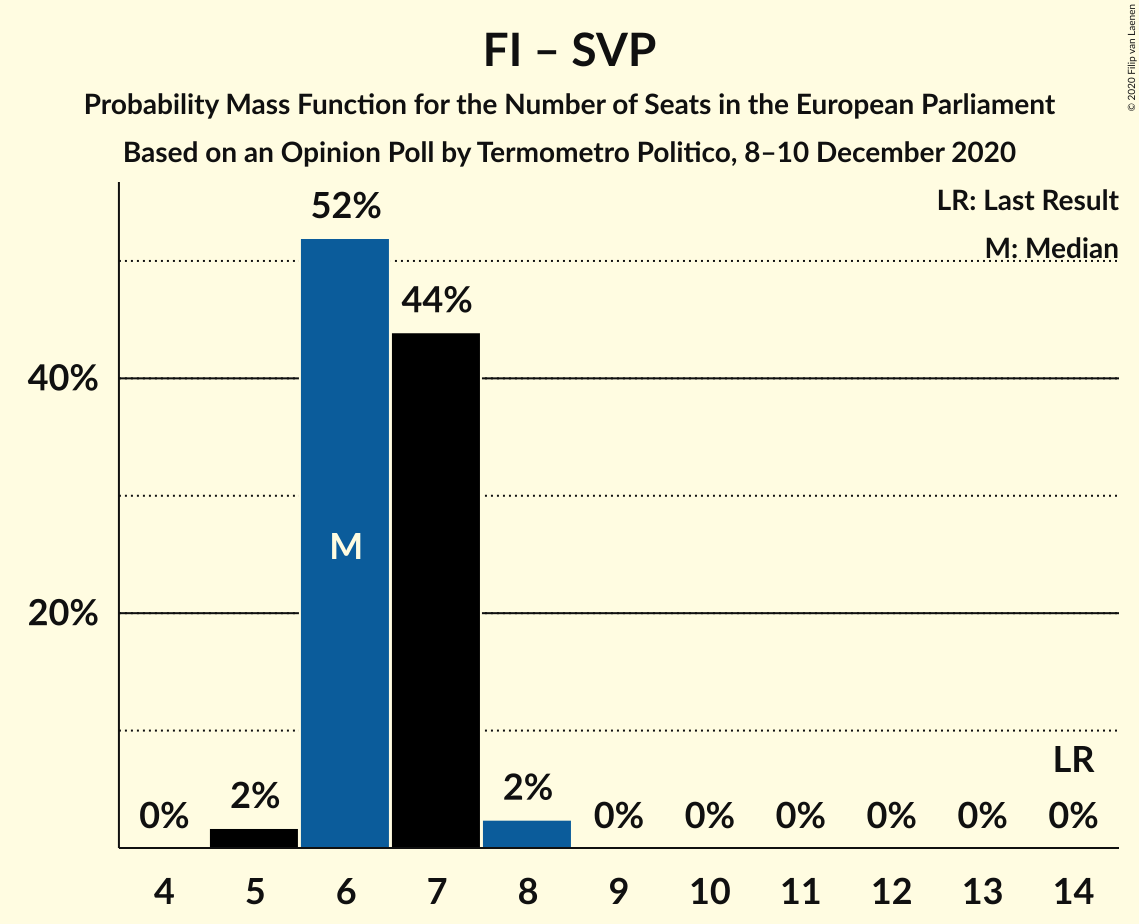 FI – SVP
Probability Mass Function for the Number of Seats in the European Parliament
Based on an Opinion Poll by Termometro Politico, 8–10 December 2020
© 2020 Filip van Laenen
LR: Last Result
M: Median
52%
44%
40%
M
20%
LR
0% 2% 2% 0% 0% 0% 0% 0% 0%
4 5 6 7 8 9 10 11 12 13 14